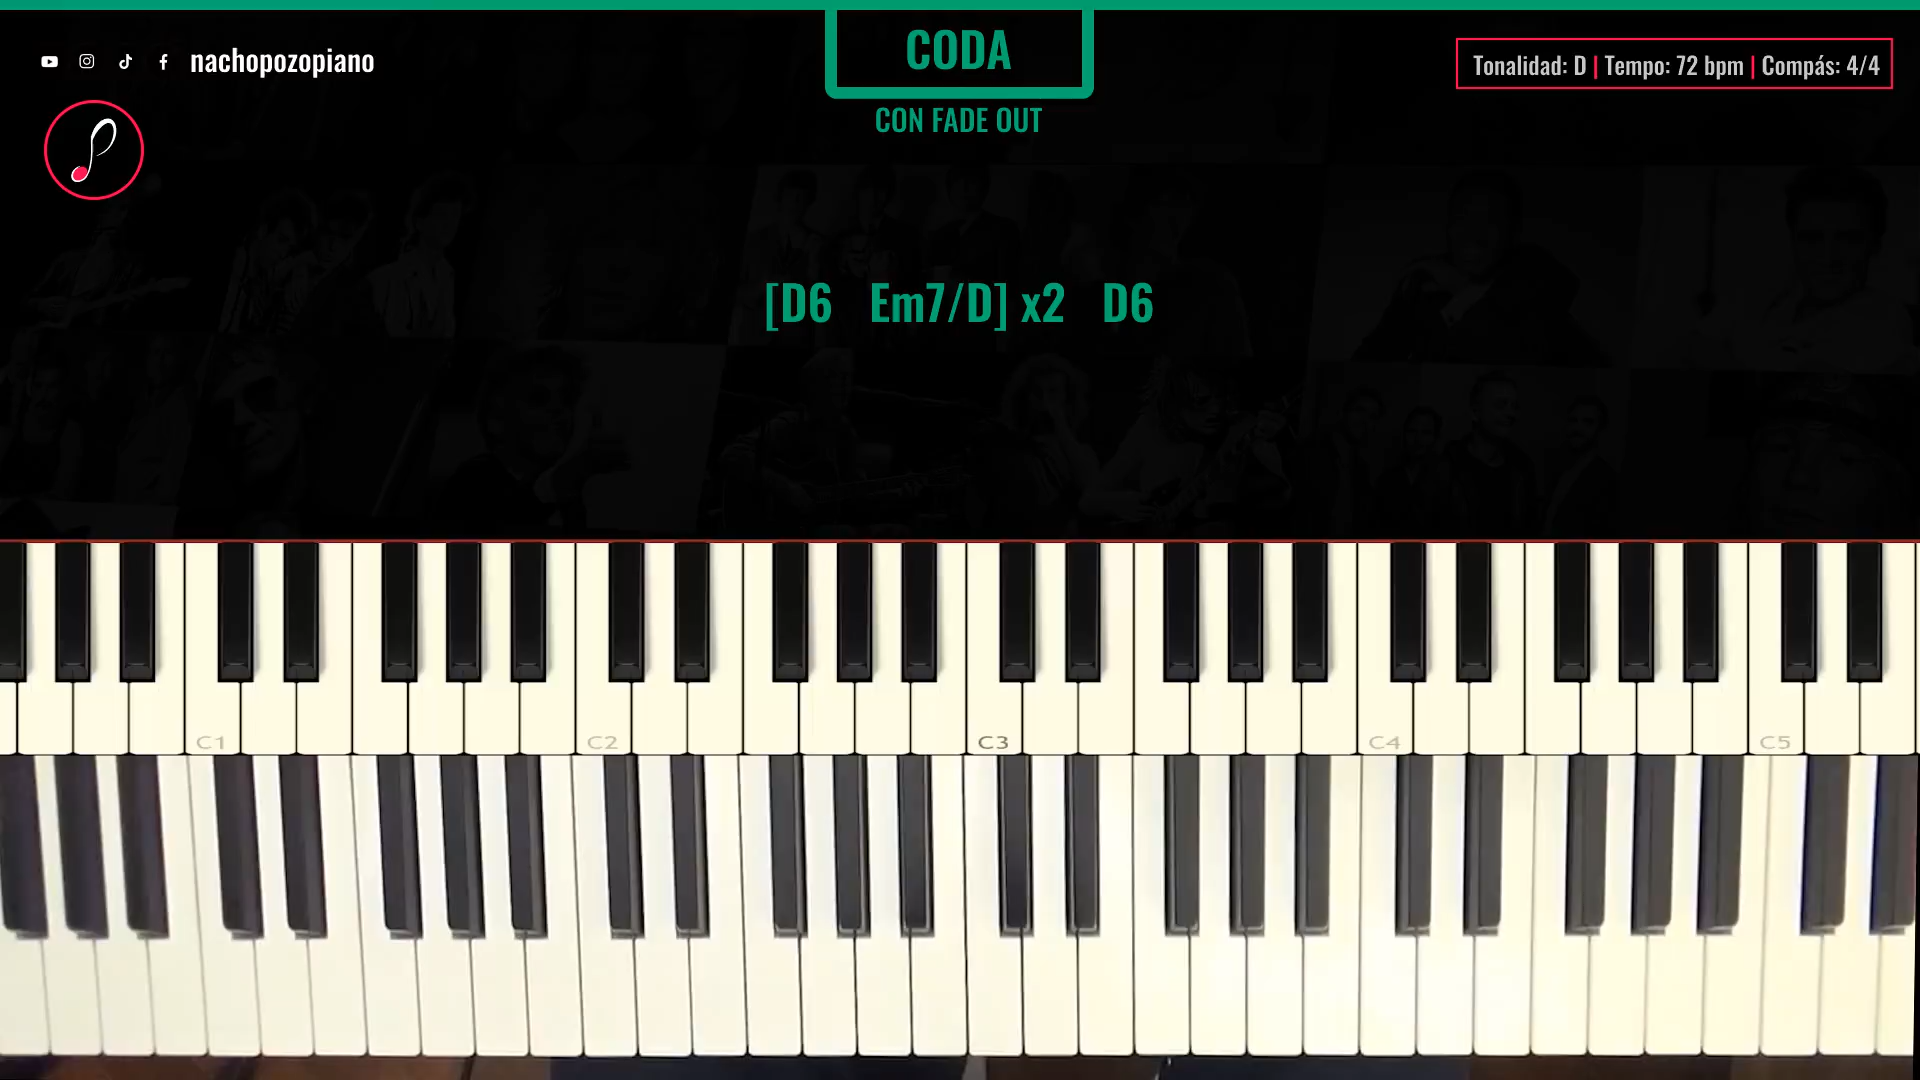 CODA
nachopozopiano
Tonalidad: D | Tempo: 72 bpm | Compás: 4/4
CON FADE OUT
[D6 Em7/D] x2 D6
C1 C2 C3 C4 C5